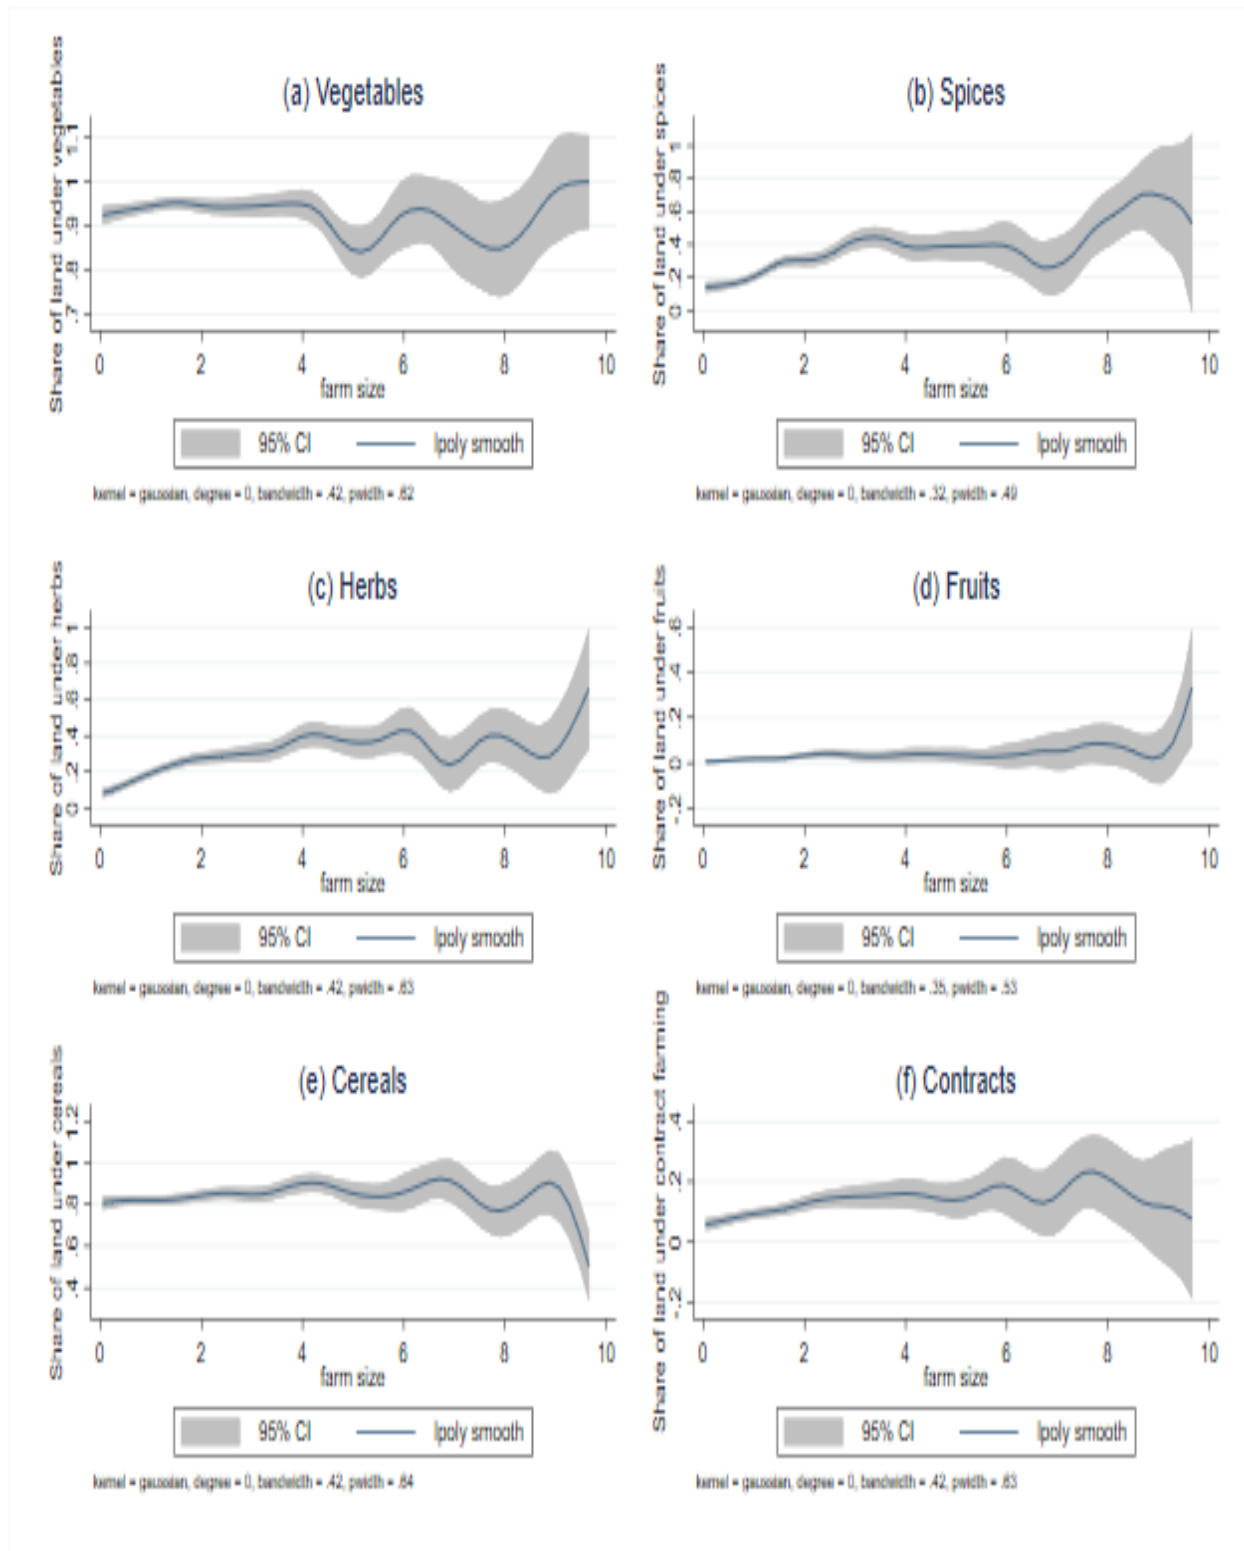 (a) Vegetables
Share of land under vegetables
1.1
1
.9
.8
.7
0 2 4 6 8 10
farm size
95% CI lpoly smooth
kernel = gaussian, degree = 0, bandwidth = .42, pwidth = .62
(b) Spices
Share of land under spices
1
.8
.6
.4
.2
0
0 2 4 6 8 10
farm size
95% CI lpoly smooth
kernel = gaussian, degree = 0, bandwidth = .32, pwidth = .49
(c) Herbs
Share of land under herbs
1
.8
.6
.4
.2
0
0 2 4 6 8 10
farm size
95% CI lpoly smooth
kernel = gaussian, degree = 0, bandwidth = .42, pwidth = .63
(d) Fruits
Share of land under fruits
.6
.4
.2
0
-.2
0 2 4 6 8 10
farm size
95% CI lpoly smooth
kernel = gaussian, degree = 0, bandwidth = .35, pwidth = .53
(e) Cereals
Share of land under cereals
1.2
1
.8
.6
.4
0 2 4 6 8 10
farm size
95% CI lpoly smooth
kernel = gaussian, degree = 0, bandwidth = .42, pwidth = .64
(f) Contracts
Share of land under contract farming
.4
.2
0
-.2
0 2 4 6 8 10
farm size
95% CI lpoly smooth
kernel = gaussian, degree = 0, bandwidth = .42, pwidth = .63